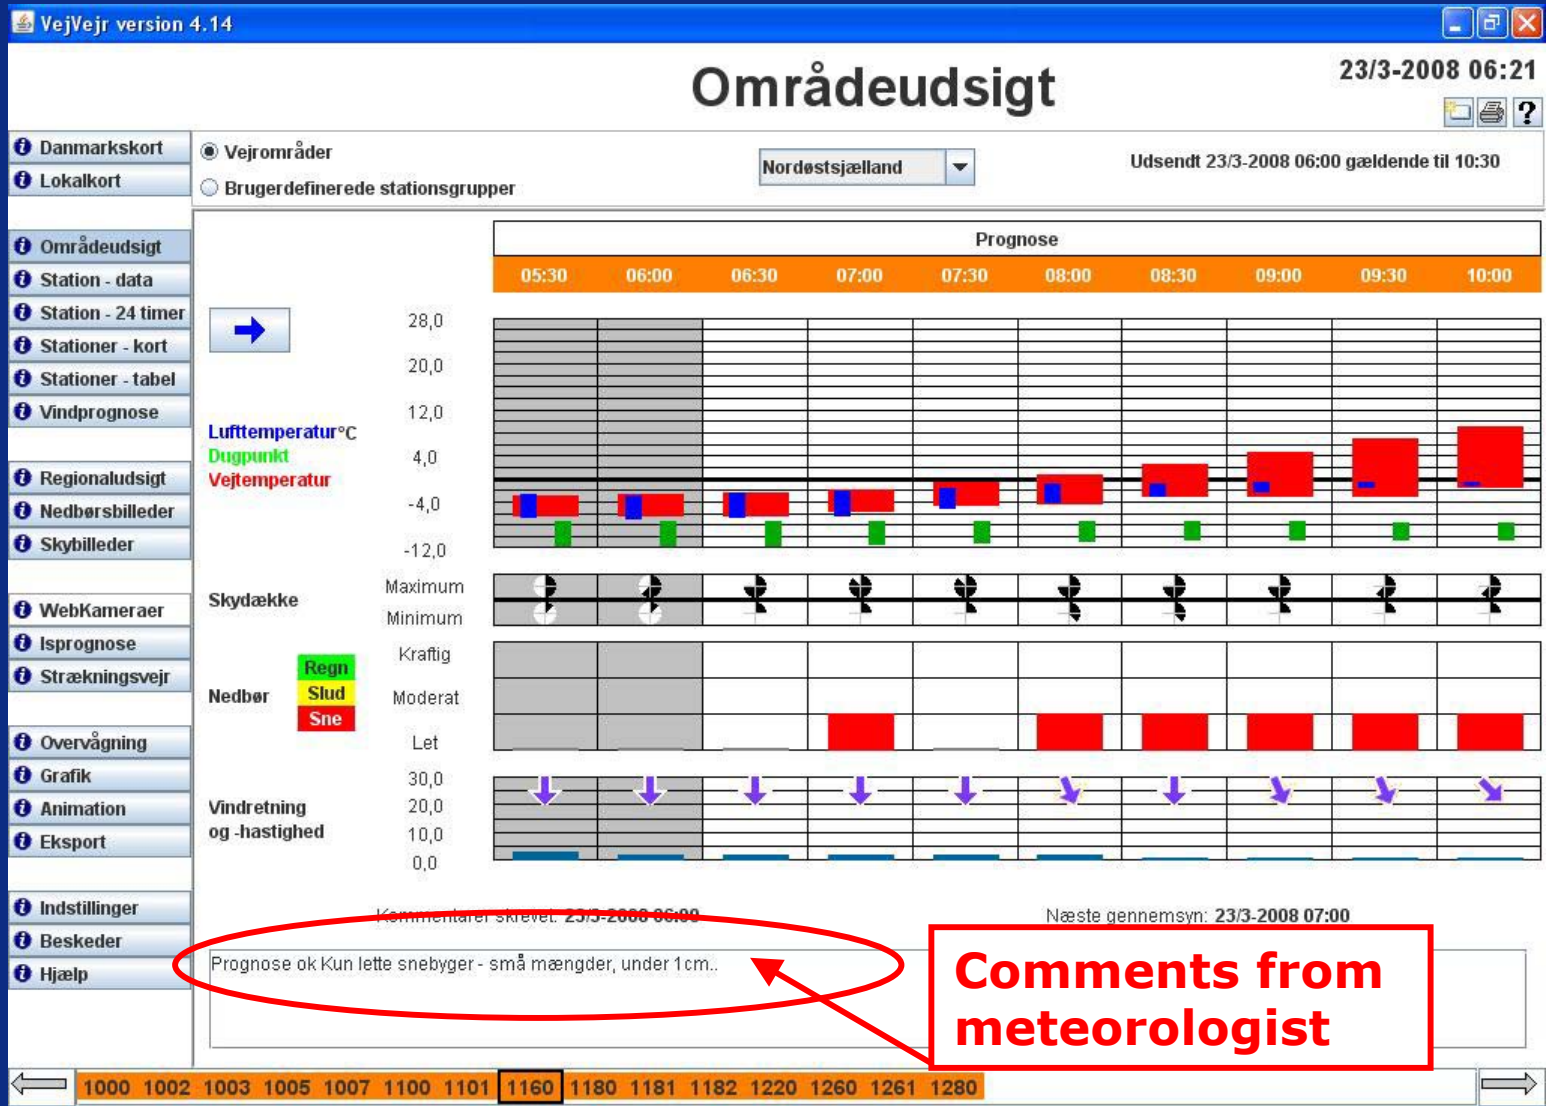 VejVejr version 4.14
Områdeudsigt
23/3-2008 06:21
?
Danmarkskort
Lokalkort
Områdeudsigt
Station - data
Station - 24 timer
Stationer - kort
Stationer - tabel
Vindprognose
Regionaludsigt
Nedbørsbilleder
Skybilleder
WebKameraer
Isprognose
Strækningsvejr
Overvågning
Grafik
Animation
Eksport
Indstillinger
Beskeder
Hjælp
Vejrområder
Brugerdefinerede stationsgrupper
Nordøstsjælland
Udsendt 23/3-2008 06:00 gældende til 10:30
Prognose
05:30 06:00 06:30 07:00 07:30 08:00 08:30 09:00 09:30 10:00
28,0
20,0
12,0
4,0
-4,0
-12,0
Lufttemperatur°C
Dugpunkt
Vejtemperatur
Skydække
Maximum
Minimum
Nedbør
Regn
Slud
Sne
Kraftig
Moderat
Let
Vindretning
og -hastighed
30,0
20,0
10,0
0,0
Kommentarer skrevet: 23/3-2008 06:00
Næste gennemsyn: 23/3-2008 07:00
Prognose ok Kun lette snebyger - små mængder, under 1cm..
Comments from
meteorologist
1000 1002 1003 1005 1007 1100 1101 1160 1180 1181 1182 1220 1260 1261 1280